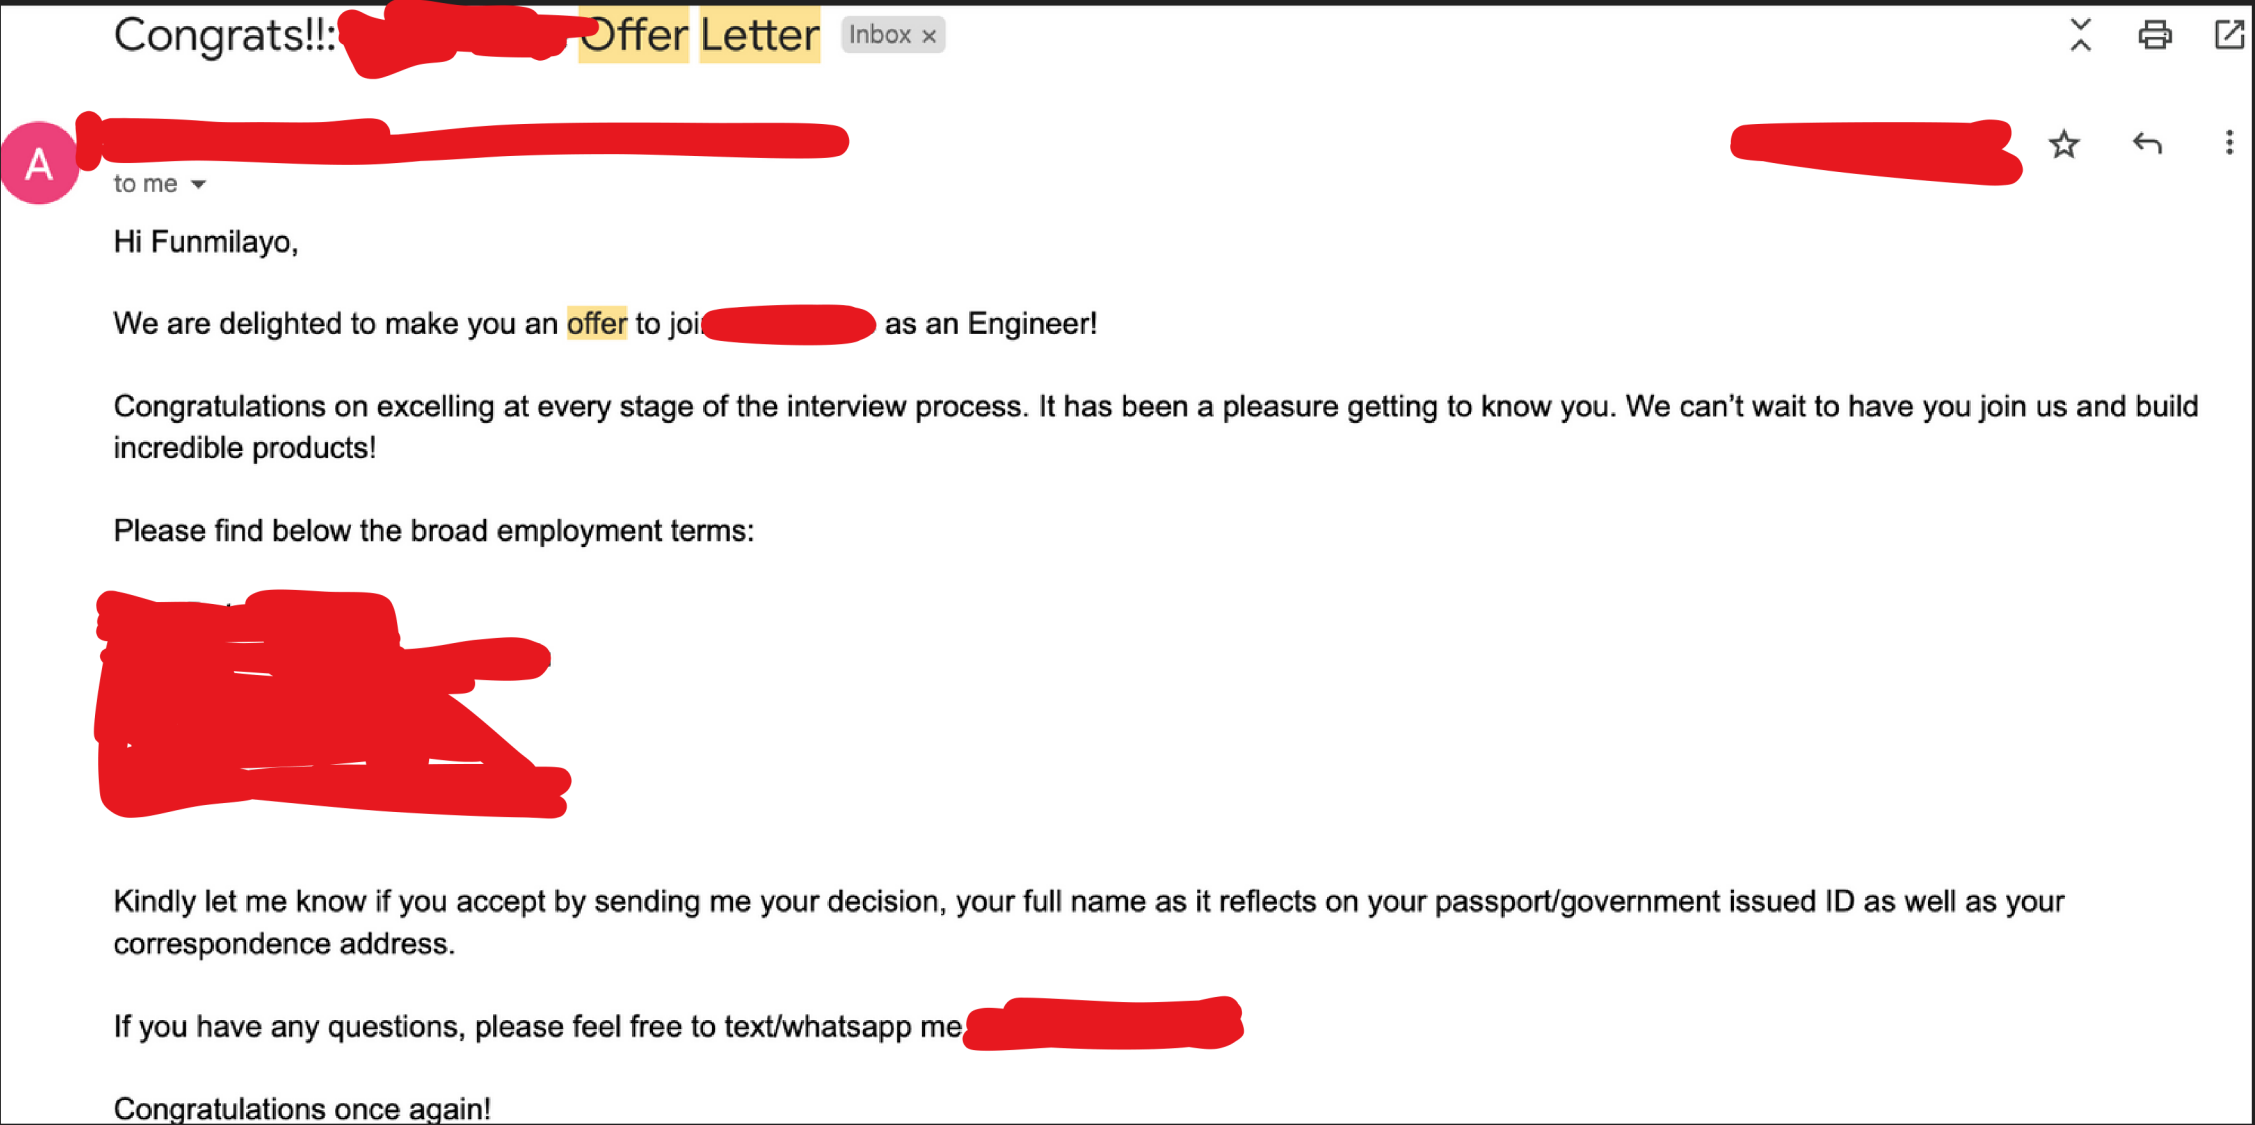 Congrats!!: Offer Letter Inbox ×
A
to me
Hi Funmilayo,
We are delighted to make you an offer to as an Engineer!
Congratulations on excelling at every stage of the interview process. It has been a pleasure getting to know you. We can't wait to have you join us and build
incredible products!
Please find below the broad employment terms:
Kindly let me know if you accept by sending me your decision, your full name as it reflects on your passport/government issued ID as well as your
correspondence address.
If you have any questions, please feel free to text/whatsapp me
Congratulations once again!